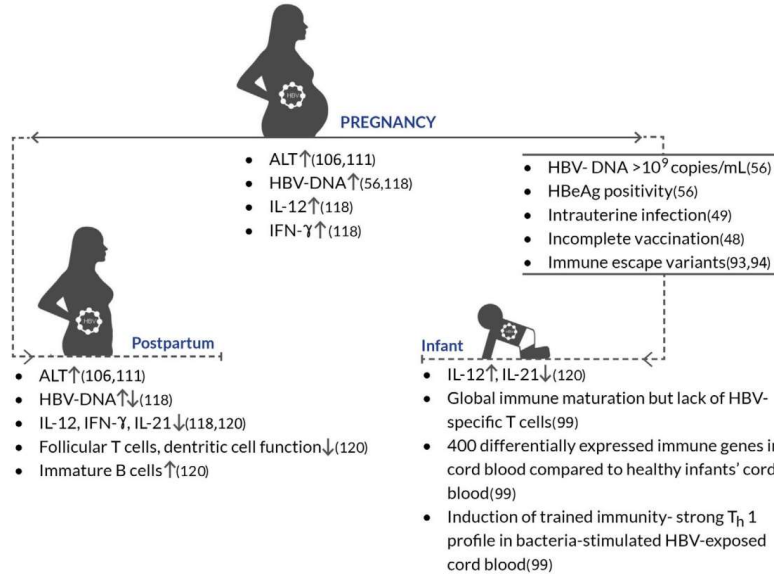 HBV
PREGNANCY
• ALT↑(106,111)
• HBV-DNA↑(56,118)
• IL-12↑(118)
• IFN-γ↑(118)
• HBV- DNA >10⁹ copies/mL(56)
• HBeAg positivity(56)
• Intrauterine infection(49)
• Incomplete vaccination(48)
• Immune escape variants(93,94)
HBV
Postpartum
• ALT↑(106,111)
• HBV-DNA↑↓(118)
• IL-12, IFN-γ, IL-21↓(118,120)
• Follicular T cells, dentritic cell function↓(120)
• Immature B cells↑(120)
HBV
Infant
• IL-12↑, IL-21↓(120)
• Global immune maturation but lack of HBV-
specific T cells(99)
• 400 differentially expressed immune genes in
cord blood compared to healthy infants' cord
blood(99)
• Induction of trained immunity- strong Tₕ 1
profile in bacteria-stimulated HBV-exposed
cord blood(99)